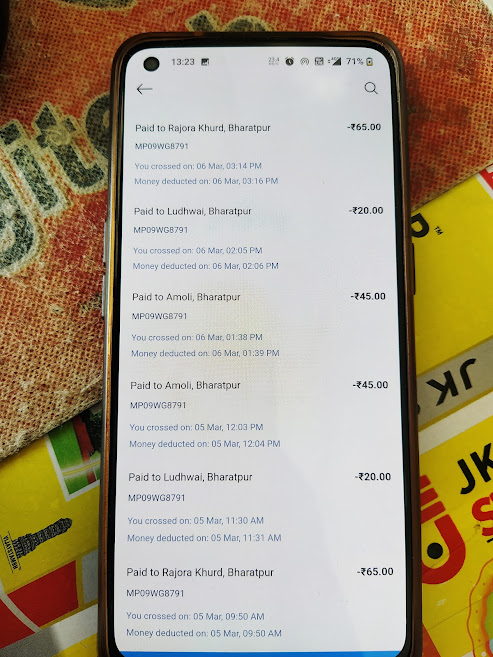 13:23
71%
Paid to Rajora Khurd, Bharatpur -₹65.00
MP09WG8791
You crossed on: 06 Mar, 03:14 PM
Money deducted on: 06 Mar, 03:16 PM
Paid to Ludhwai, Bharatpur -₹20.00
MP09WG8791
You crossed on: 06 Mar, 02:05 PM
Money deducted on: 06 Mar, 02:06 PM
Paid to Amoli, Bharatpur -₹45.00
MP09WG8791
You crossed on: 06 Mar, 01:38 PM
Money deducted on: 06 Mar, 01:39 PM
Paid to Amoli, Bharatpur -₹45.00
MP09WG8791
You crossed on: 05 Mar, 12:03 PM
Money deducted on: 05 Mar, 12:04 PM
Paid to Ludhwai, Bharatpur -₹20.00
MP09WG8791
You crossed on: 05 Mar, 11:30 AM
Money deducted on: 05 Mar, 11:31 AM
Paid to Rajora Khurd, Bharatpur -₹65.00
MP09WG8791
You crossed on: 05 Mar, 09:50 AM
Money deducted on: 05 Mar, 09:50 AM
JK
JK